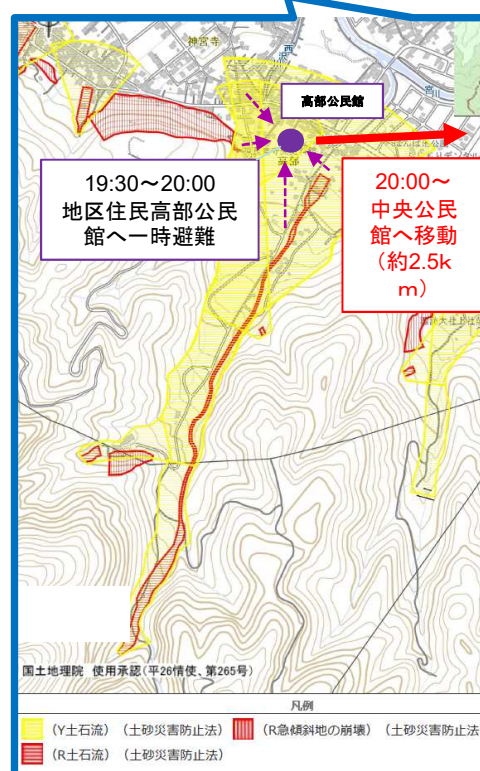 神宮寺
西沢川
宮川
高部公民館
高部
19:30～20:00
地区住民高部公民
館へ一時避難
20:00～
中央公民
館へ移動
（約2.5k
m）
国土地理院 使用承認（平26情使、第265号）
凡例
（Y土石流）（土砂災害防止法） （R急傾斜地の崩壊）（土砂災害防止法
（R土石流）（土砂災害防止法）